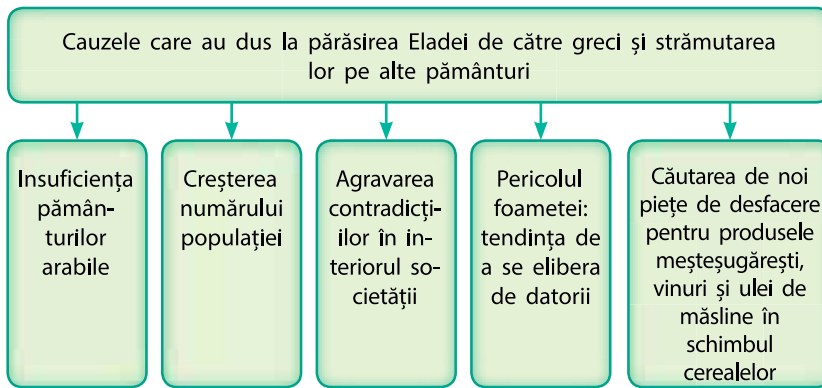 Cauzele care au dus la părăsirea Eladei de către greci și strămutarea
lor pe alte pământuri
Insuficiența
pămân-
turilor
arabile
Creșterea
numărului
populației
Agravarea
contradicți-
ilor în in-
teriorul so-
cietății
Pericolul
foametei:
tendința de
a se elibera
de datorii
Căutarea de noi
piețe de desfacere
pentru produsele
meșteșugărești,
vinuri și ulei de
măsline în
schimbul
cerealelor